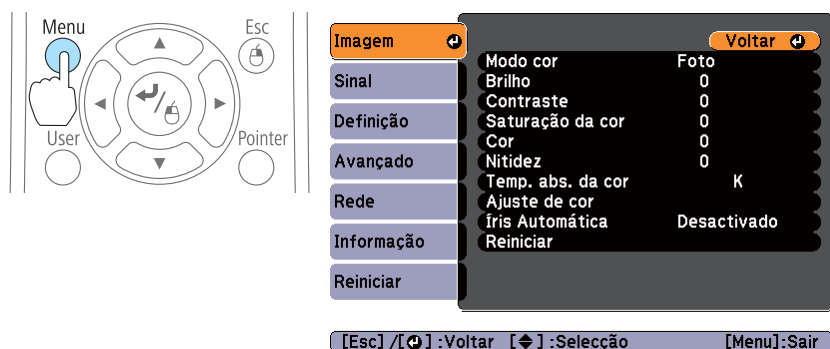 Menu
Esc
User
Pointer
Imagem
Sinal
Definição
Avançado
Rede
Informação
Reiniciar
Voltar
Modo cor Foto
Brilho 0
Contraste 0
Saturação da cor 0
Cor 0
Nitidez 0
Temp. abs. da cor K
Ajuste de cor
Íris Automática Desactivado
Reiniciar
[Esc] /[ ] :Voltar [ ] :Selecção [Menu]:Sair